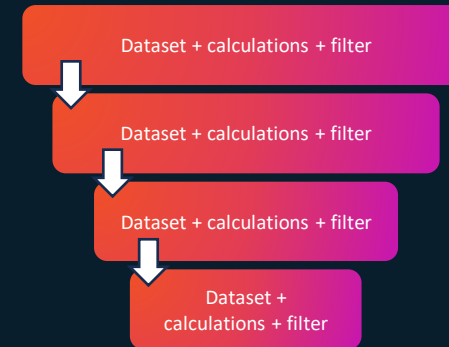 Dataset + calculations + filter
Dataset + calculations + filter
Dataset + calculations + filter
Dataset +
calculations + filter